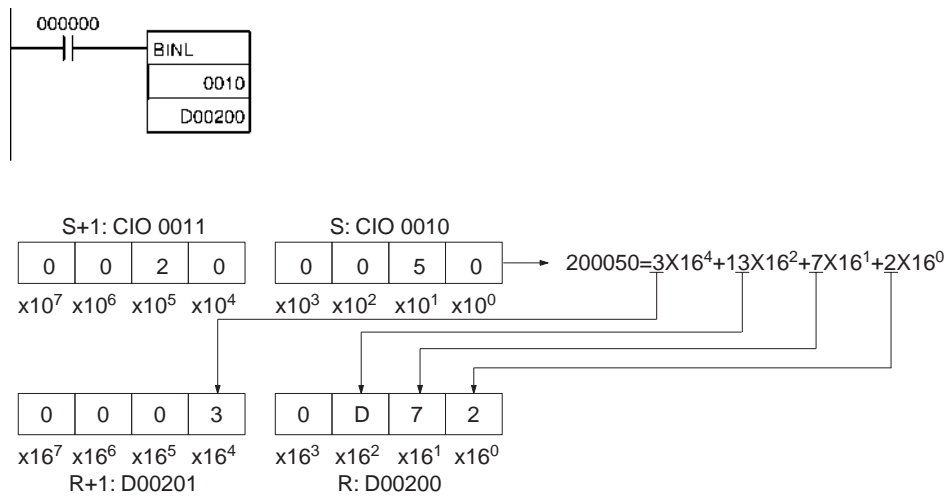 000000
BINL
0010
D00200
S+1: CIO 0011 S: CIO 0010
0 0 2 0 0 0 5 0 200050=3X16⁴+13X16²+7X16¹+2X16⁰
x10⁷ x10⁶ x10⁵ x10⁴ x10³ x10² x10¹ x10⁰
0 0 0 3 0 D 7 2
x16⁷ x16⁶ x16⁵ x16⁴ x16³ x16² x16¹ x16⁰
R+1: D00201 R: D00200